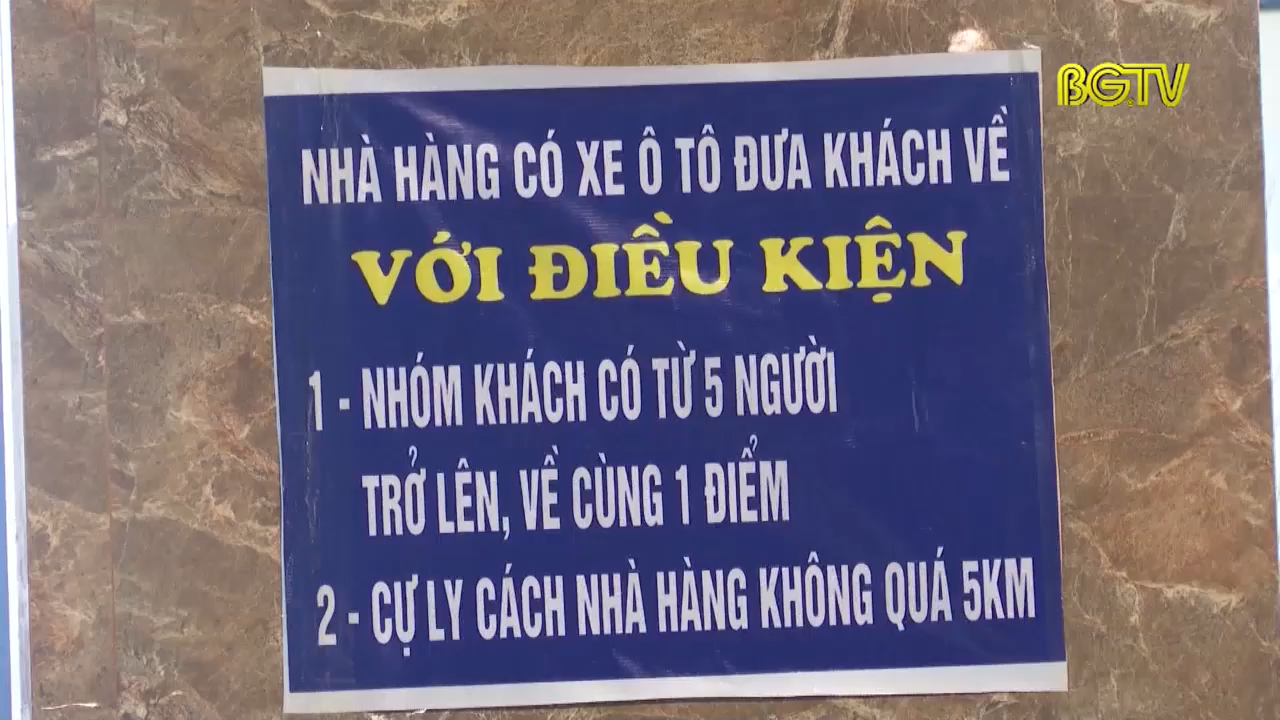 BGTV
NHÀ HÀNG CÓ XE Ô TÔ ĐƯA KHÁCH VỀ
VỚI ĐIỀU KIỆN
1 - NHÓM KHÁCH CÓ TỪ 5 NGƯỜI
TRỞ LÊN, VỀ CÙNG 1 ĐIỂM
2 - CỰ LY CÁCH NHÀ HÀNG KHÔNG QUÁ 5KM